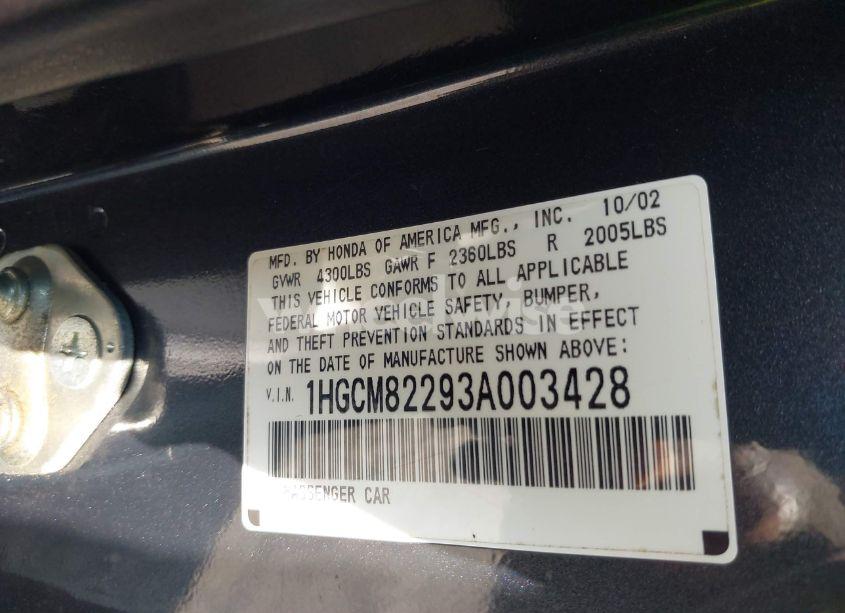 MFD. BY HONDA OF AMERICA MFG., INC. 10/02
GVWR 4300LBS GAWR F 2360LBS R 2005LBS
THIS VEHICLE CONFORMS TO ALL APPLICABLE
FEDERAL MOTOR VEHICLE SAFETY, BUMPER,
AND THEFT PREVENTION STANDARDS IN EFFECT
ON THE DATE OF MANUFACTURE SHOWN ABOVE:
V.I.N. 1HGCM82293A003428
PASSENGER CAR